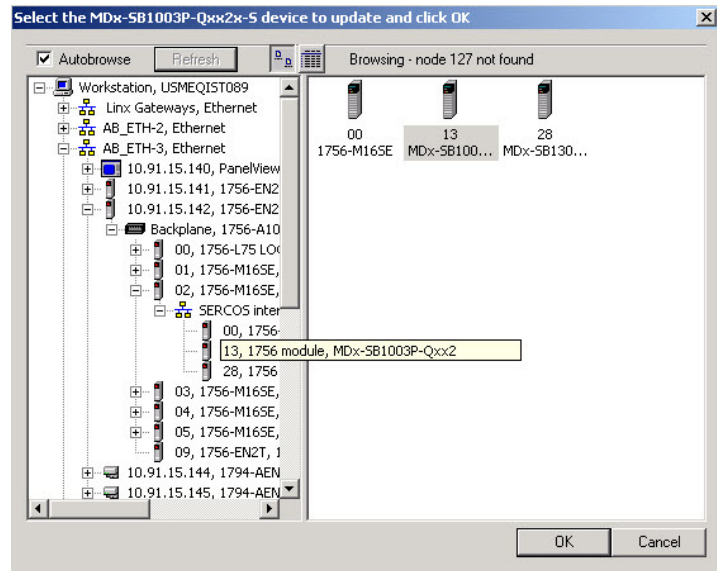 Select the MDx-SB1003P-Qxx2x-S device to update and click OK
Autobrowse
Refresh
Browsing - node 127 not found
Workstation, USMEQIST089
Linx Gateways, Ethernet
AB_ETH-2, Ethernet
AB_ETH-3, Ethernet
10.91.15.140, PanelView
10.91.15.141, 1756-EN2
10.91.15.142, 1756-EN2
Backplane, 1756-A10
00, 1756-L75 LO
01, 1756-M16SE,
02, 1756-M16SE,
SERCOS inter
00, 1756-
13, 1756 module, MDx-SB1003P-Qxx2
28, 1756
03, 1756-M16SE,
04, 1756-M16SE,
05, 1756-M16SE,
09, 1756-EN2T, 1
10.91.15.144, 1794-AEN
10.91.15.145, 1794-AEN
00
1756-M16SE
13
MDx-SB100...
28
MDx-SB130...
OK
Cancel